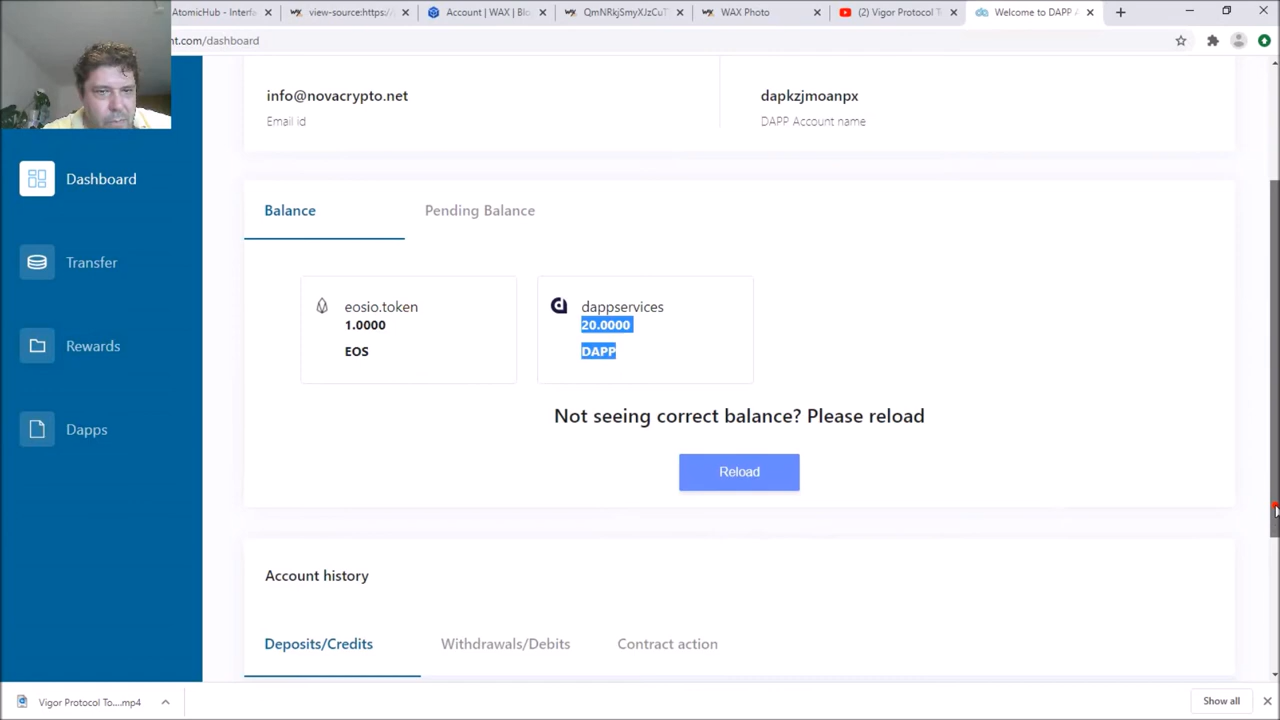 AtomicHub - Interfa
view-source:https://
Account | WAX | Blo
QmNRkjSmyXJzCuT
WAX Photo
(2) Vigor Protocol T
Welcome to DAPP A
nt.com/dashboard
info@novacrypto.net
dapkzjmoanpx
Email id
DAPP Account name
Dashboard
Balance
Pending Balance
Transfer
eosio.token
dappservices
1.0000
20.0000
EOS
DAPP
Rewards
Not seeing correct balance? Please reload
Dapps
Reload
Account history
Deposits/Credits
Withdrawals/Debits
Contract action
Vigor Protocol To....mp4
Show all